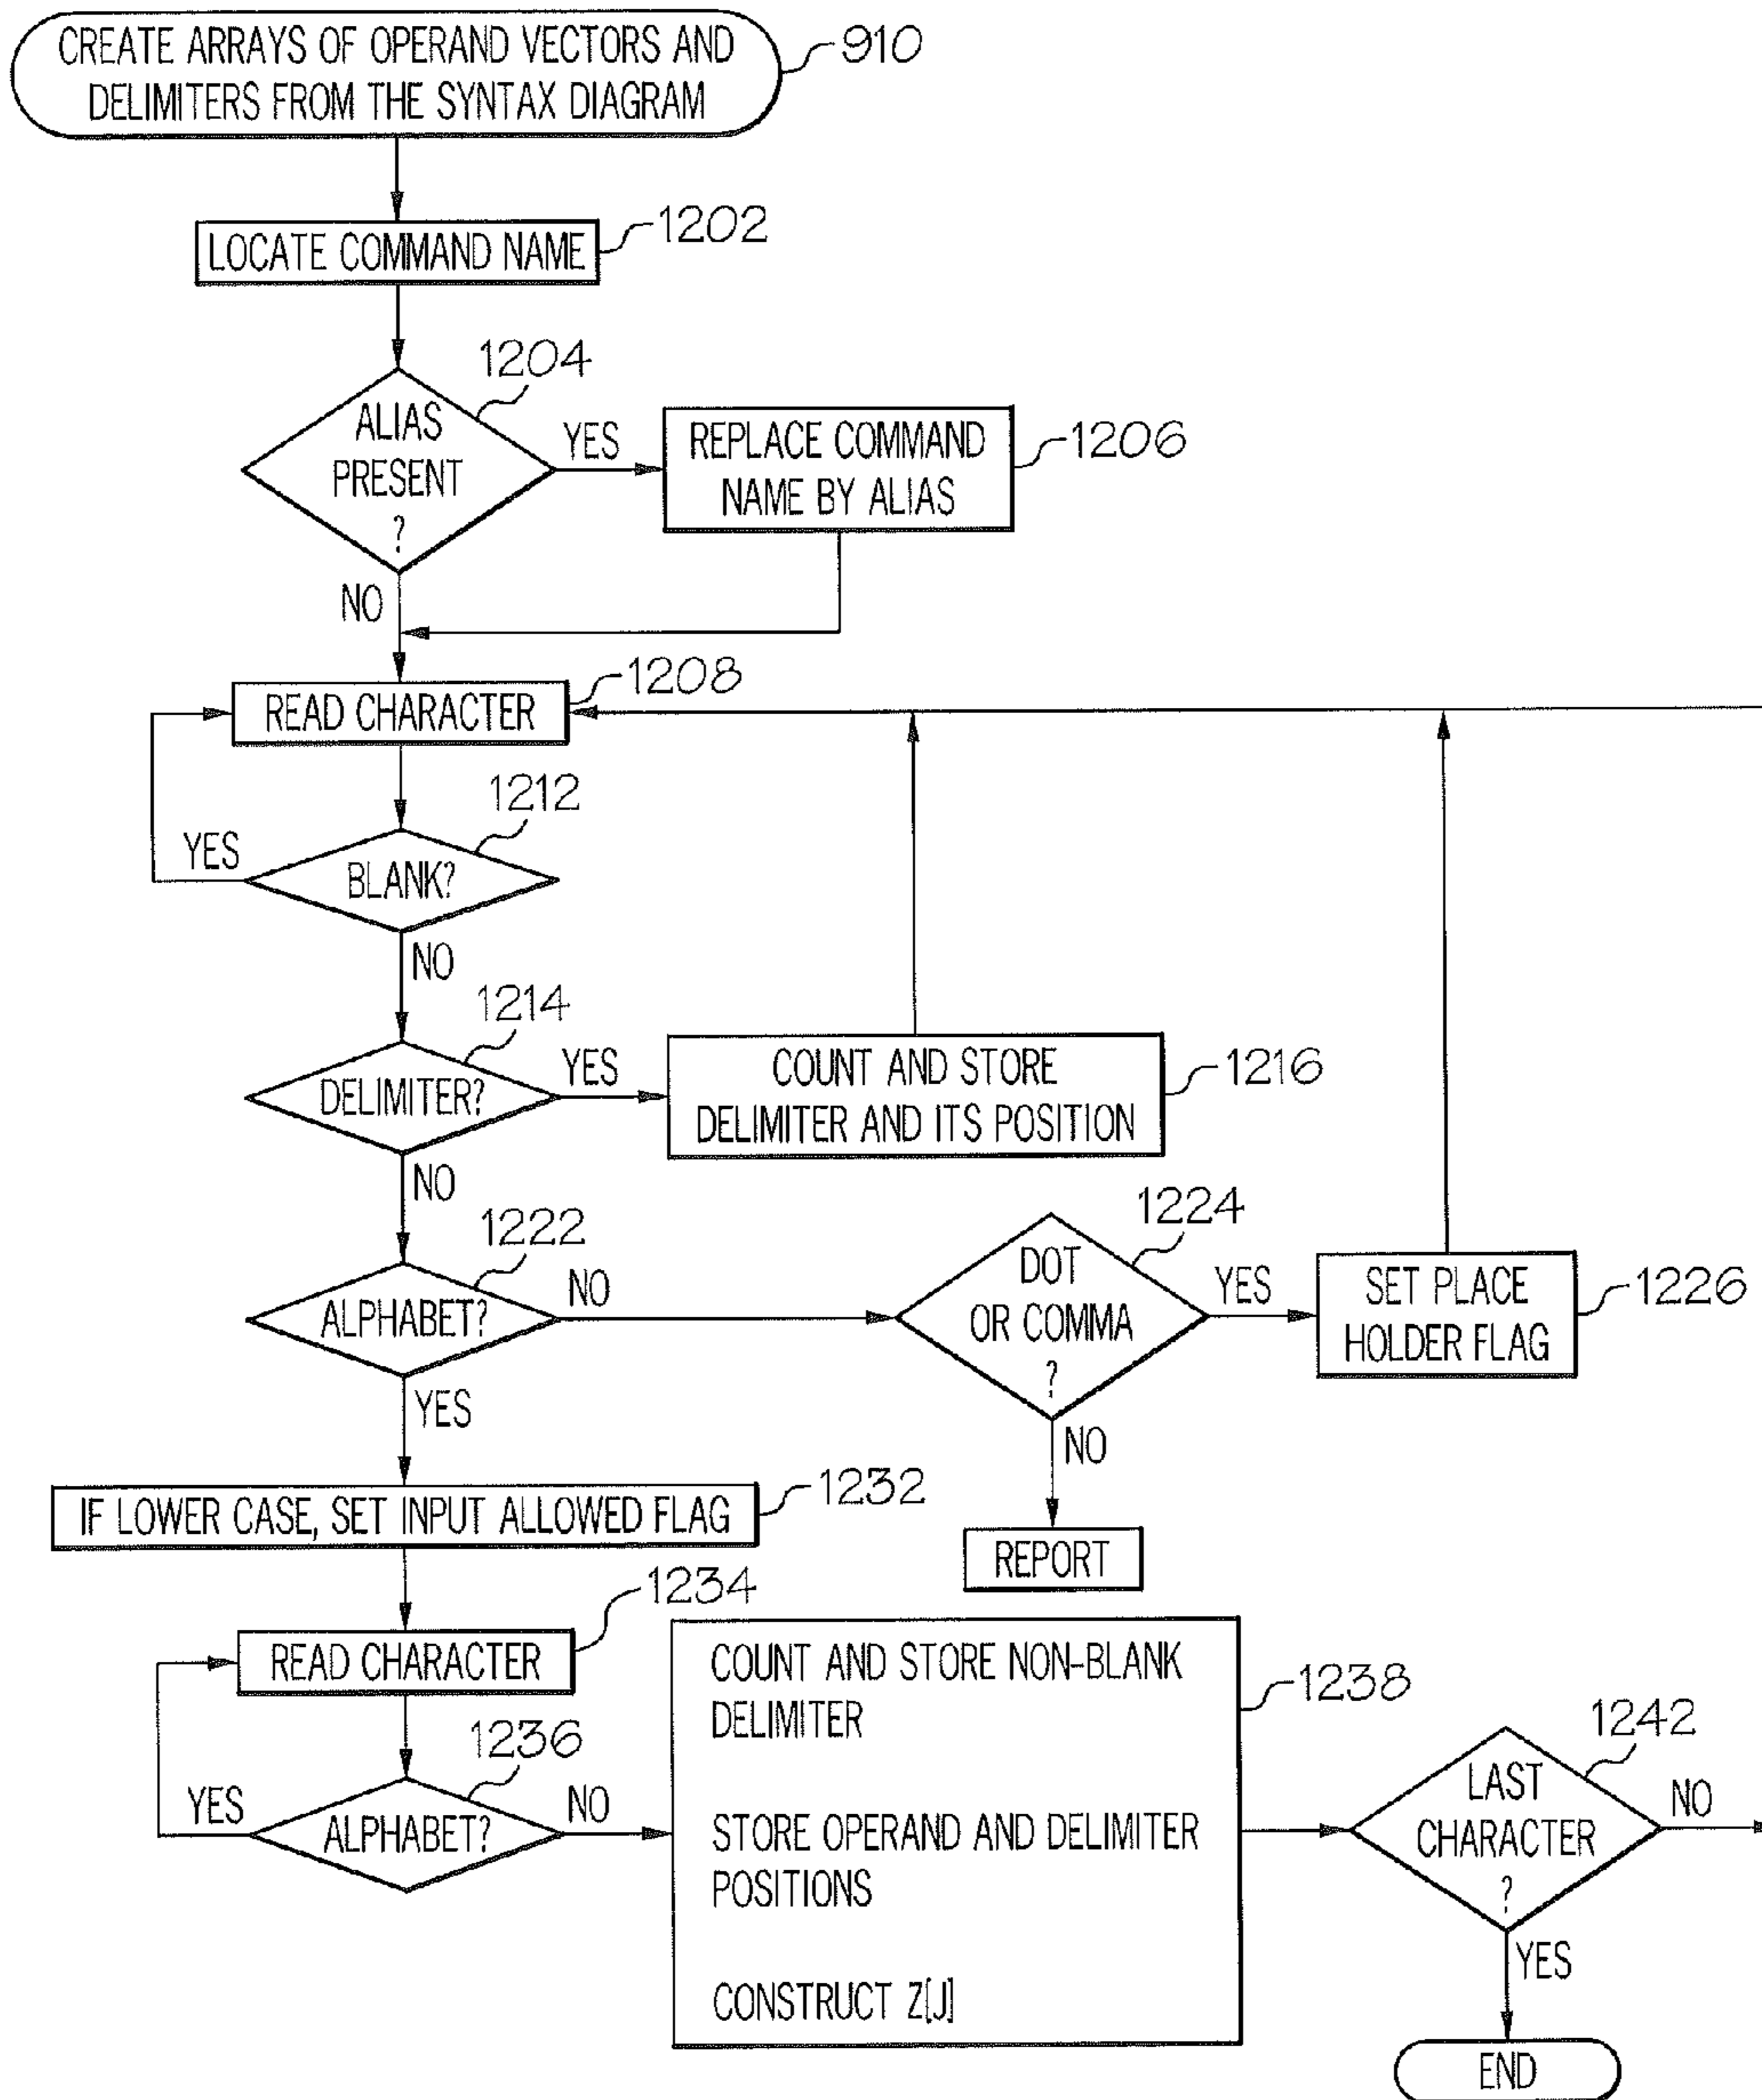 CREATE ARRAYS OF OPERAND VECTORS AND
DELIMITERS FROM THE SYNTAX DIAGRAM
910
LOCATE COMMAND NAME
1202
ALIAS
PRESENT
?
1204
YES
NO
REPLACE COMMAND
NAME BY ALIAS
1206
READ CHARACTER
1208
BLANK?
1212
YES
NO
DELIMITER?
1214
YES
NO
COUNT AND STORE
DELIMITER AND ITS POSITION
1216
ALPHABET?
1222
NO
YES
DOT
OR COMMA
?
1224
YES
NO
SET PLACE
HOLDER FLAG
1226
REPORT
IF LOWER CASE, SET INPUT ALLOWED FLAG
1232
READ CHARACTER
1234
ALPHABET?
1236
YES
NO
COUNT AND STORE NON-BLANK
DELIMITER
STORE OPERAND AND DELIMITER
POSITIONS
CONSTRUCT Z[J]
1238
LAST
CHARACTER
?
1242
NO
YES
END